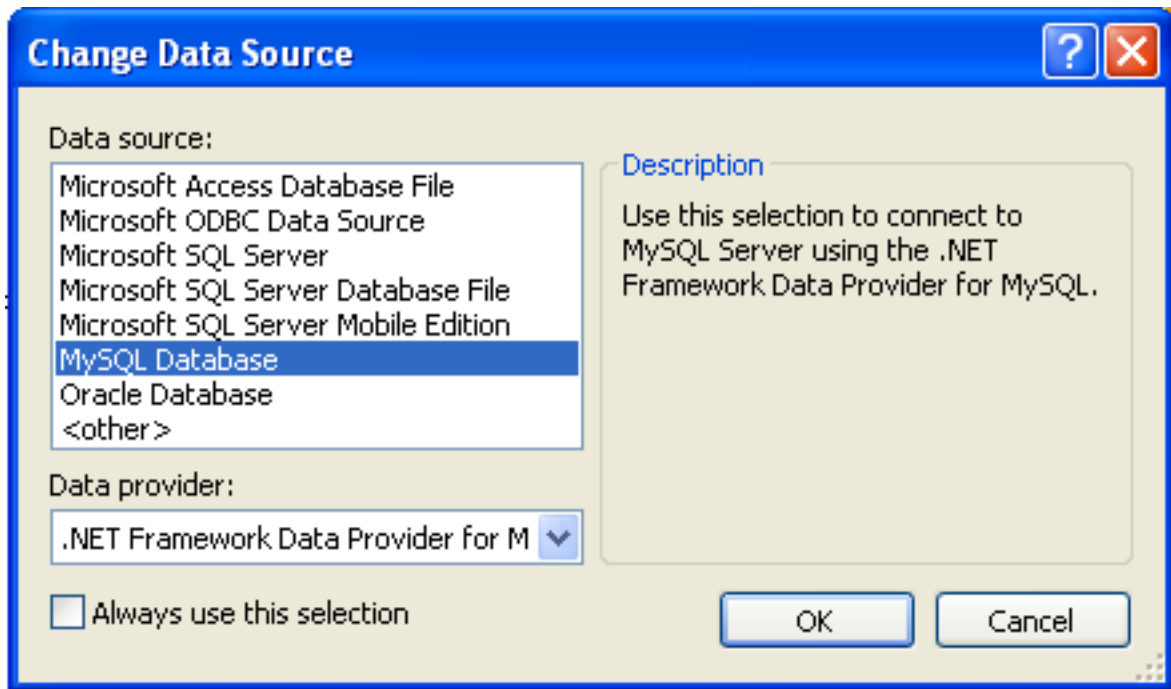 Change Data Source
Data source:
Microsoft Access Database File
Microsoft ODBC Data Source
Microsoft SQL Server
Microsoft SQL Server Database File
Microsoft SQL Server Mobile Edition
MySQL Database
Oracle Database
<other>
Description
Use this selection to connect to
MySQL Server using the .NET
Framework Data Provider for MySQL.
Data provider:
.NET Framework Data Provider for M
Always use this selection
OK
Cancel